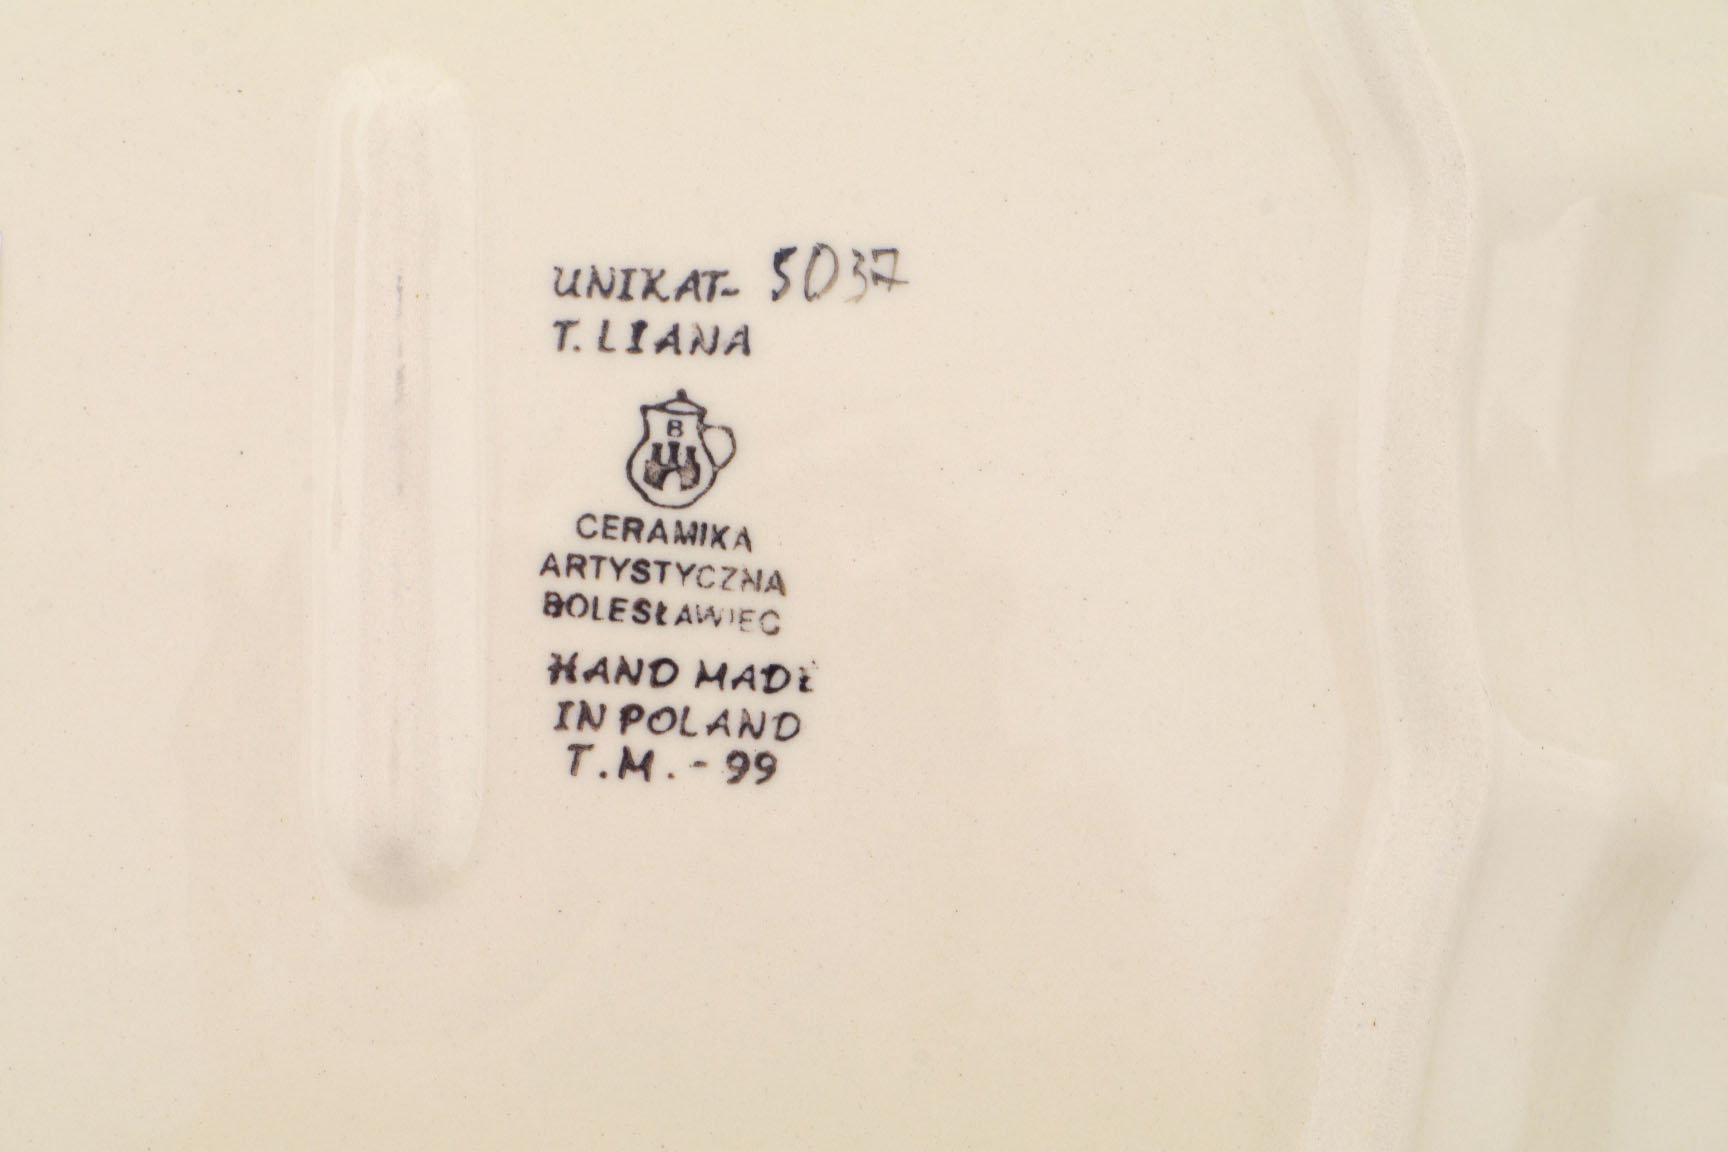 UNIKAT- 5037
T. LIANA
B
CERAMIKA
ARTYSTYCZNA
BOLESŁAWIEC
HAND MADE
IN POLAND
T.M.-99